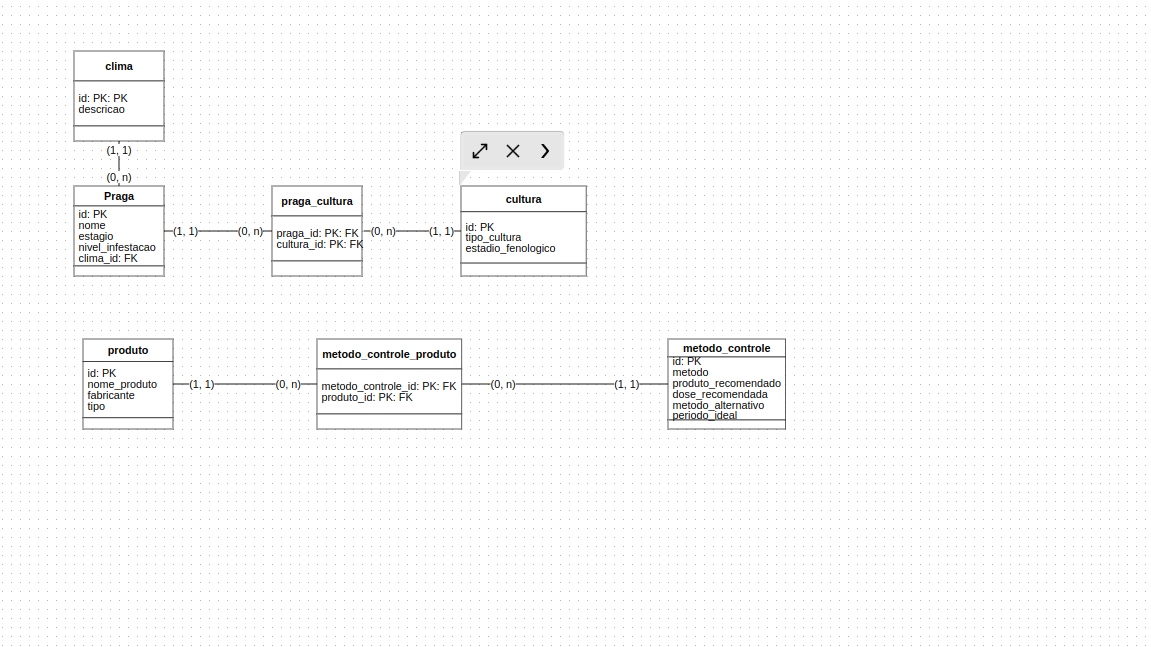 clima
id: PK: PK
descricao
(1, 1)
(0, n)
Praga
id: PK
nome
estagio
nivel_infestacao
clima_id: FK
(1, 1)
(0, n)
praga_cultura
praga_id: PK: FK
cultura_id: PK: FK
(0, n)
(1, 1)
cultura
id: PK
tipo_cultura
estadio_fenologico
produto
id: PK
nome_produto
fabricante
tipo
(1, 1)
(0, n)
metodo_controle_produto
metodo_controle_id: PK: FK
produto_id: PK: FK
(0, n)
(1, 1)
metodo_controle
id: PK
metodo
produto_recomendado
dose_recomendada
metodo_alternativo
periodo_ideal